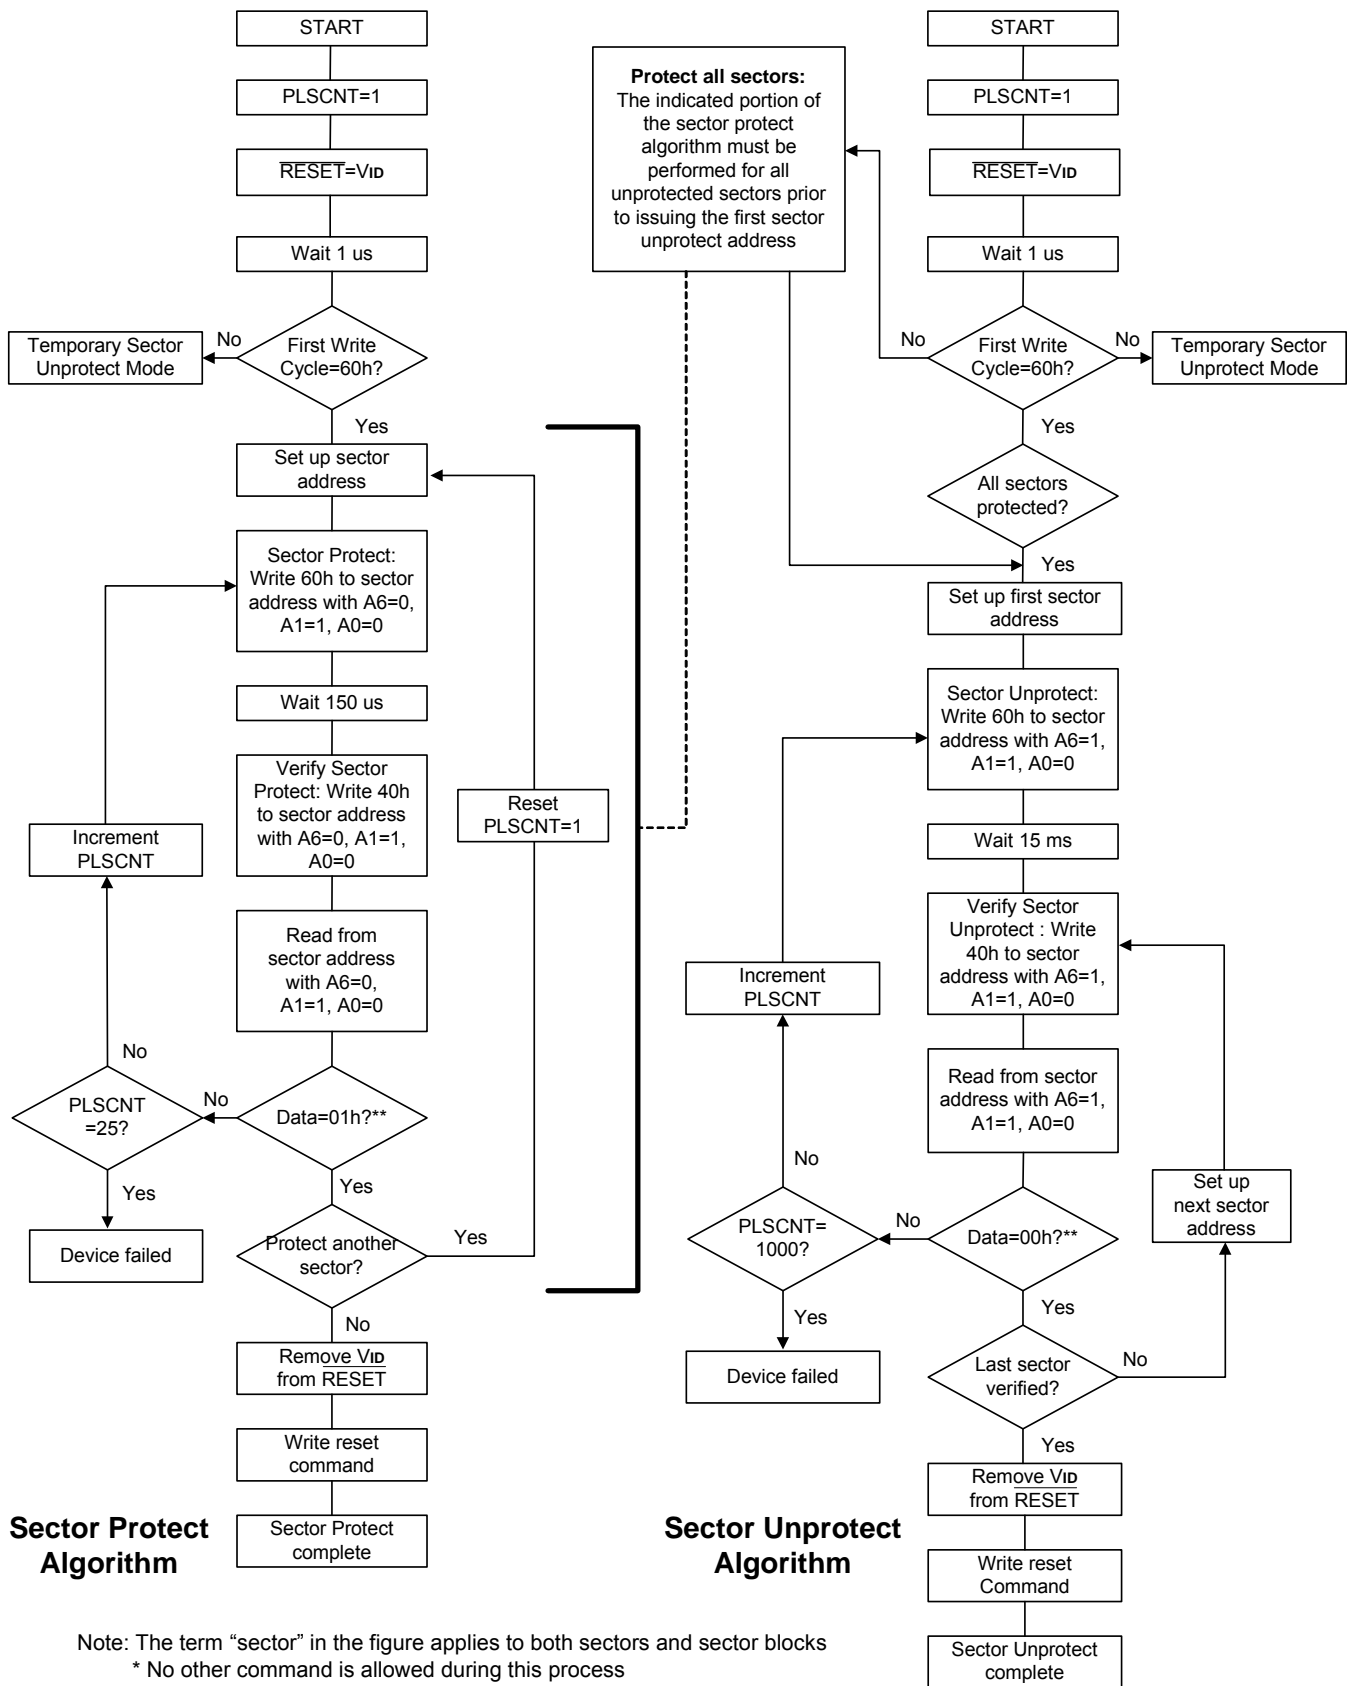 START
PLSCNT=1
RESET=VID
Wait 1 us
First Write
Cycle=60h?
No
Temporary Sector
Unprotect Mode
Yes
Set up sector
address
Sector Protect:
Write 60h to sector
address with A6=0,
A1=1, A0=0
Wait 150 us
Verify Sector
Protect: Write 40h
to sector address
with A6=0, A1=1,
A0=0
Reset
PLSCNT=1
Increment
PLSCNT
Read from
sector address
with A6=0,
A1=1, A0=0
No
PLSCNT
=25?
No
Data=01h?**
Yes
Yes
Device failed
Protect another
sector?
Yes
No
Remove VID
from RESET
Write reset
command
Sector Protect
complete
Sector Protect
Algorithm
Protect all sectors:
The indicated portion of
the sector protect
algorithm must be
performed for all
unprotected sectors prior
to issuing the first sector
unprotect address
START
PLSCNT=1
RESET=VID
Wait 1 us
No
First Write
Cycle=60h?
No
Temporary Sector
Unprotect Mode
Yes
All sectors
protected?
Yes
Set up first sector
address
Sector Unprotect:
Write 60h to sector
address with A6=1,
A1=1, A0=0
Wait 15 ms
Verify Sector
Unprotect : Write
40h to sector
address with A6=1,
A1=1, A0=0
Increment
PLSCNT
Read from sector
address with A6=1,
A1=1, A0=0
No
Set up
next sector
address
PLSCNT=
1000?
No
Data=00h?**
Yes
Yes
Device failed
Last sector
verified?
No
Yes
Remove VID
from RESET
Write reset
Command
Sector Unprotect
complete
Sector Unprotect
Algorithm
Note: The term “sector” in the figure applies to both sectors and sector blocks
* No other command is allowed during this process